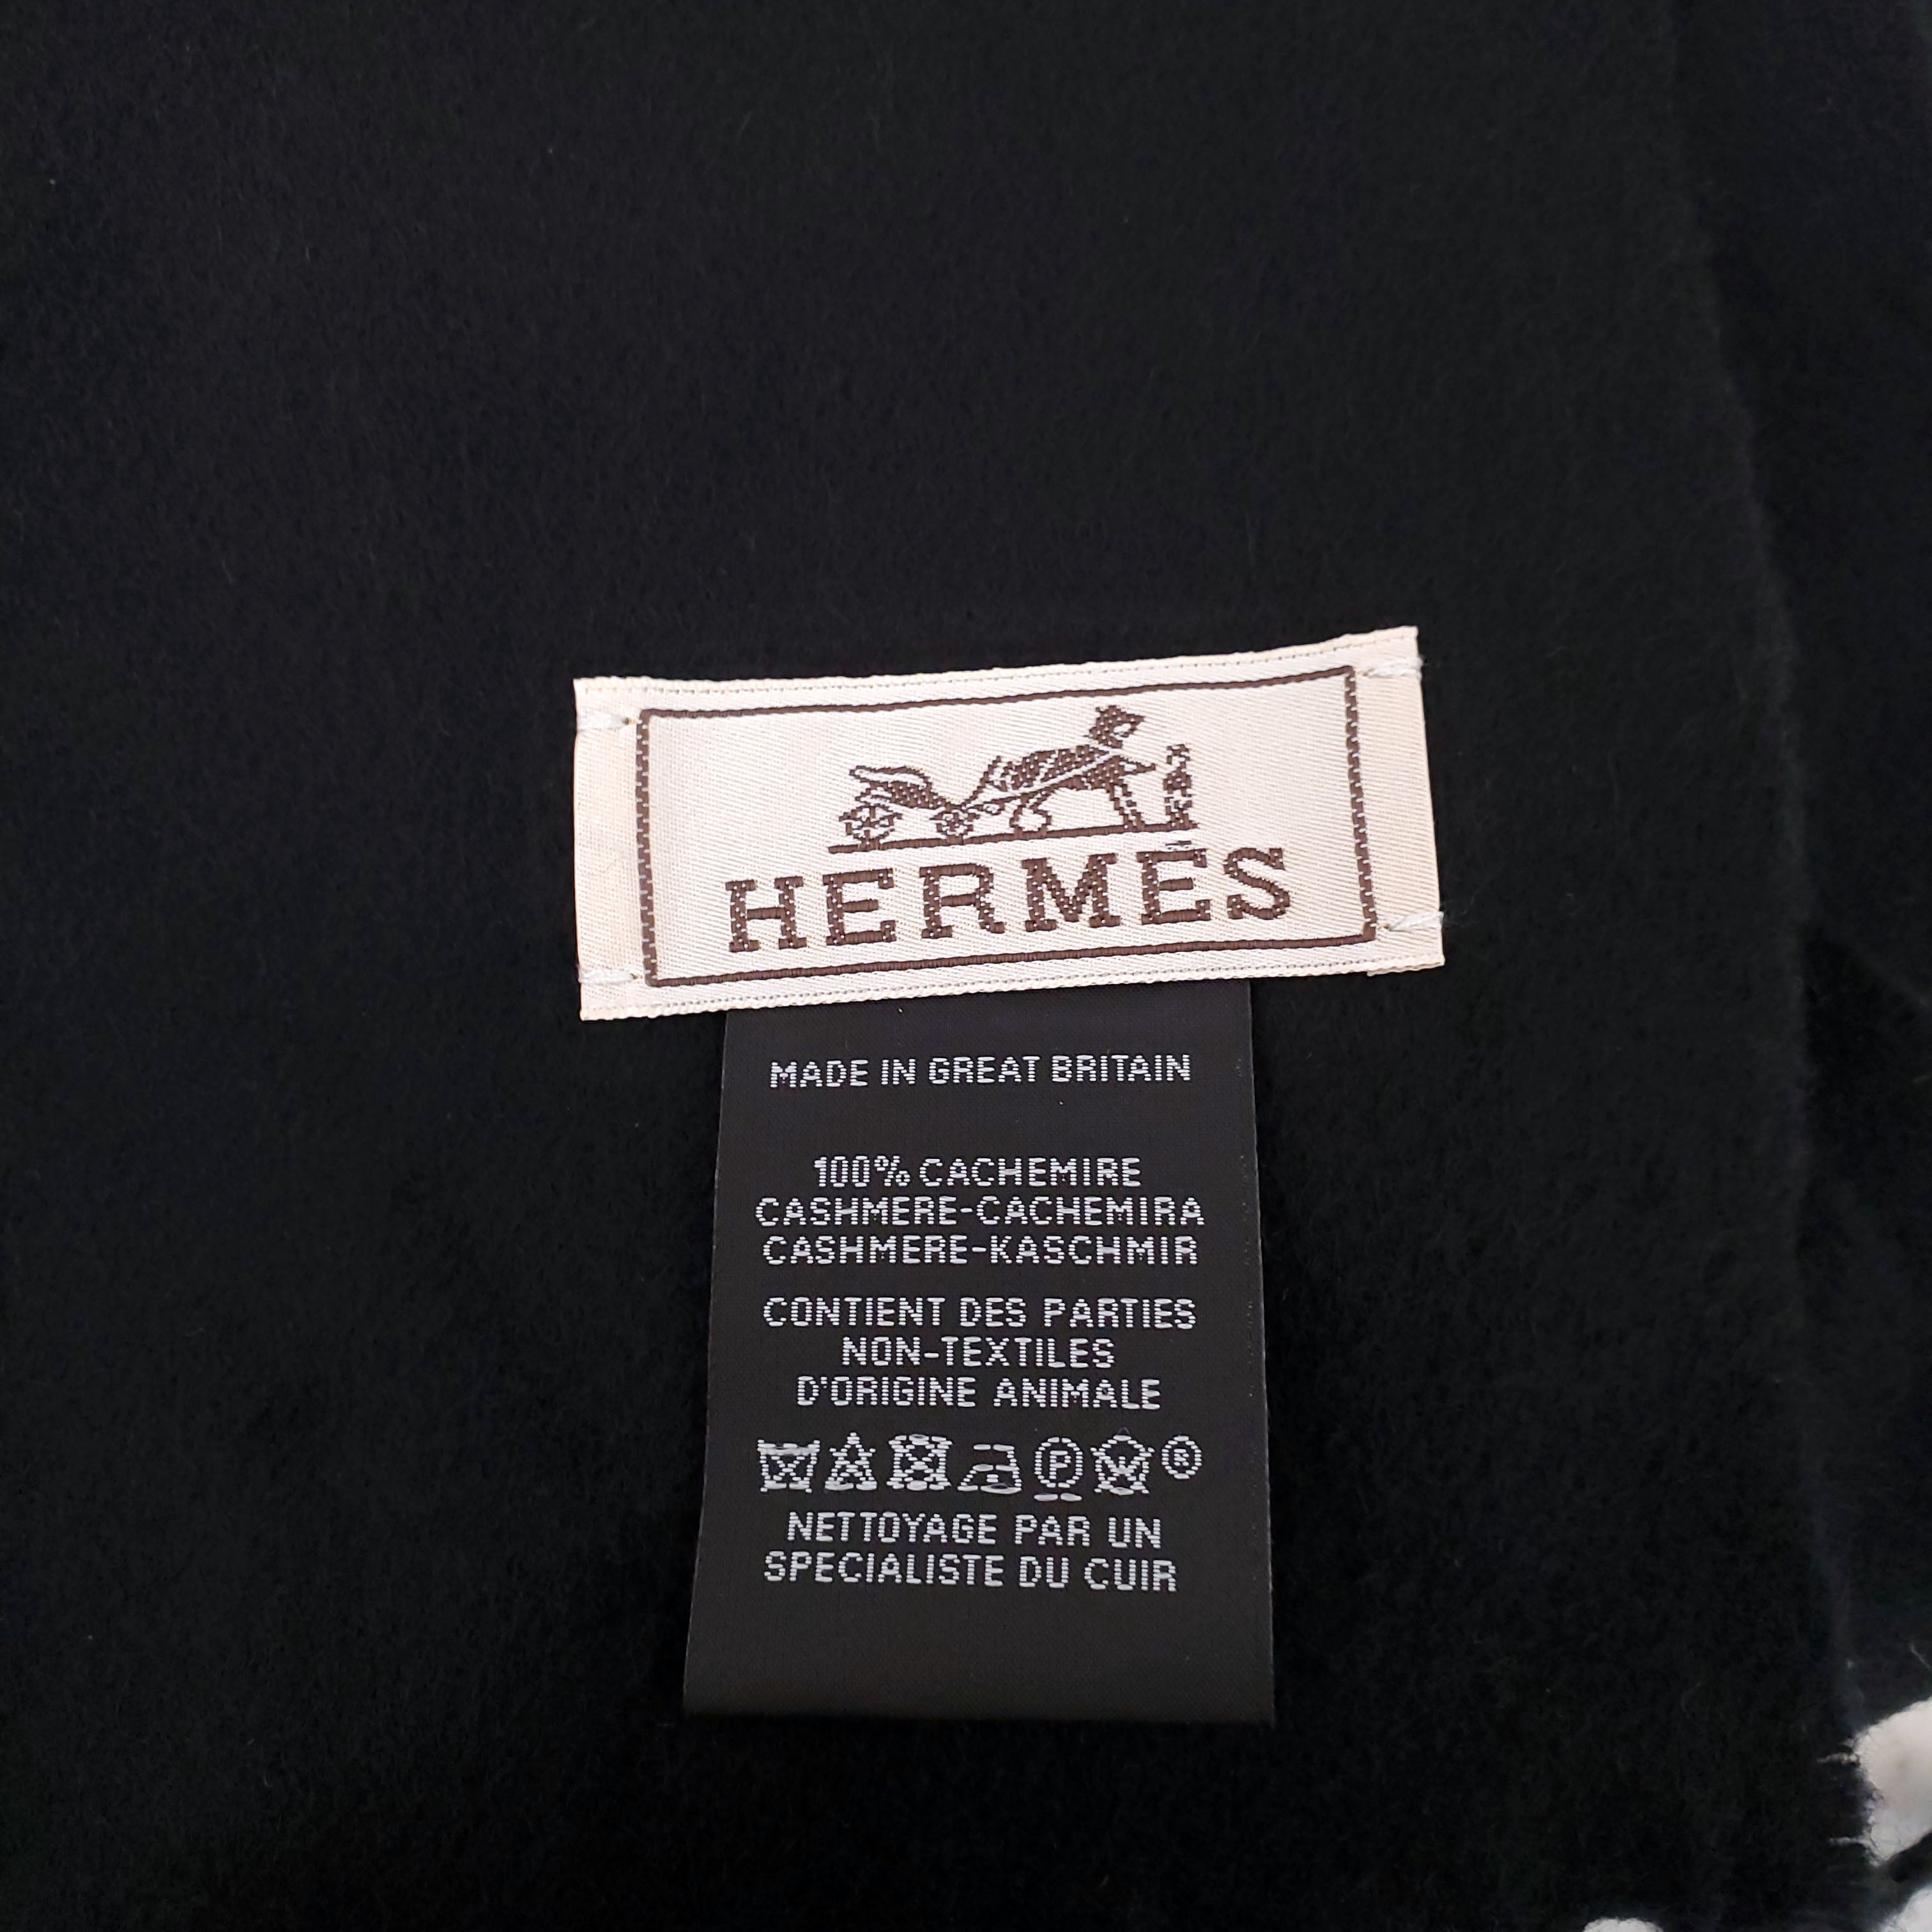 HERMÈS
MADE IN GREAT BRITAIN
100% CACHEMIRE
CASHMERE-CACHEMIRA
CASHMERE-KASCHMIR
CONTIENT DES PARTIES
NON-TEXTILES
D'ORIGINE ANIMALE
P ®
NETTOYAGE PAR UN
SPECIALISTE DU CUIR